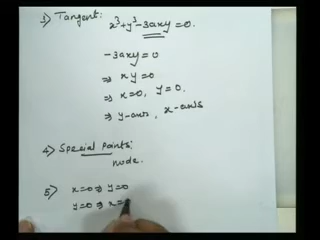 3) Tangent:
x³+y³-3axy=0.
-3axy=0
⇒ xy=0
⇒ x=0, y=0.
⇒ y-axis, x-axis
4) Special Points:
node.
5) x=0 ⇒ y=0
y=0 ⇒ x=